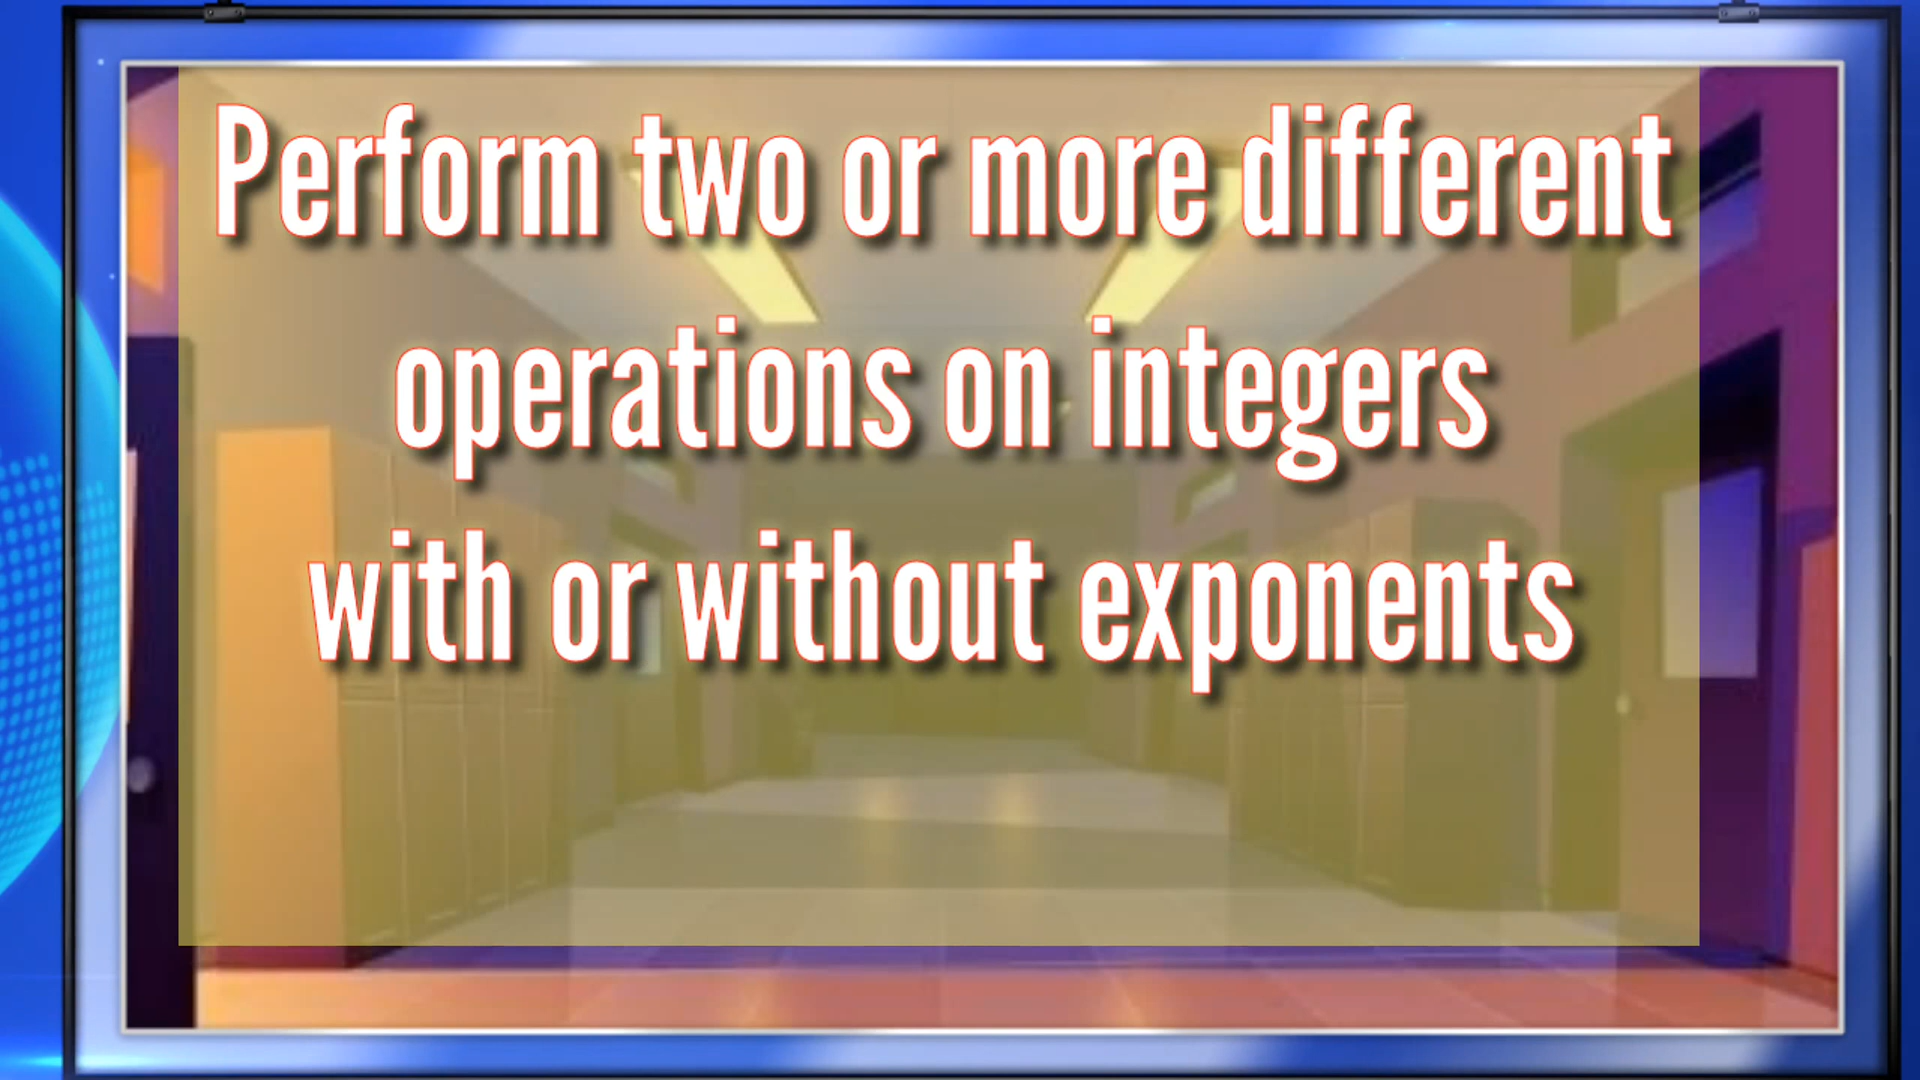 Perform two or more different
operations on integers
with or without exponents